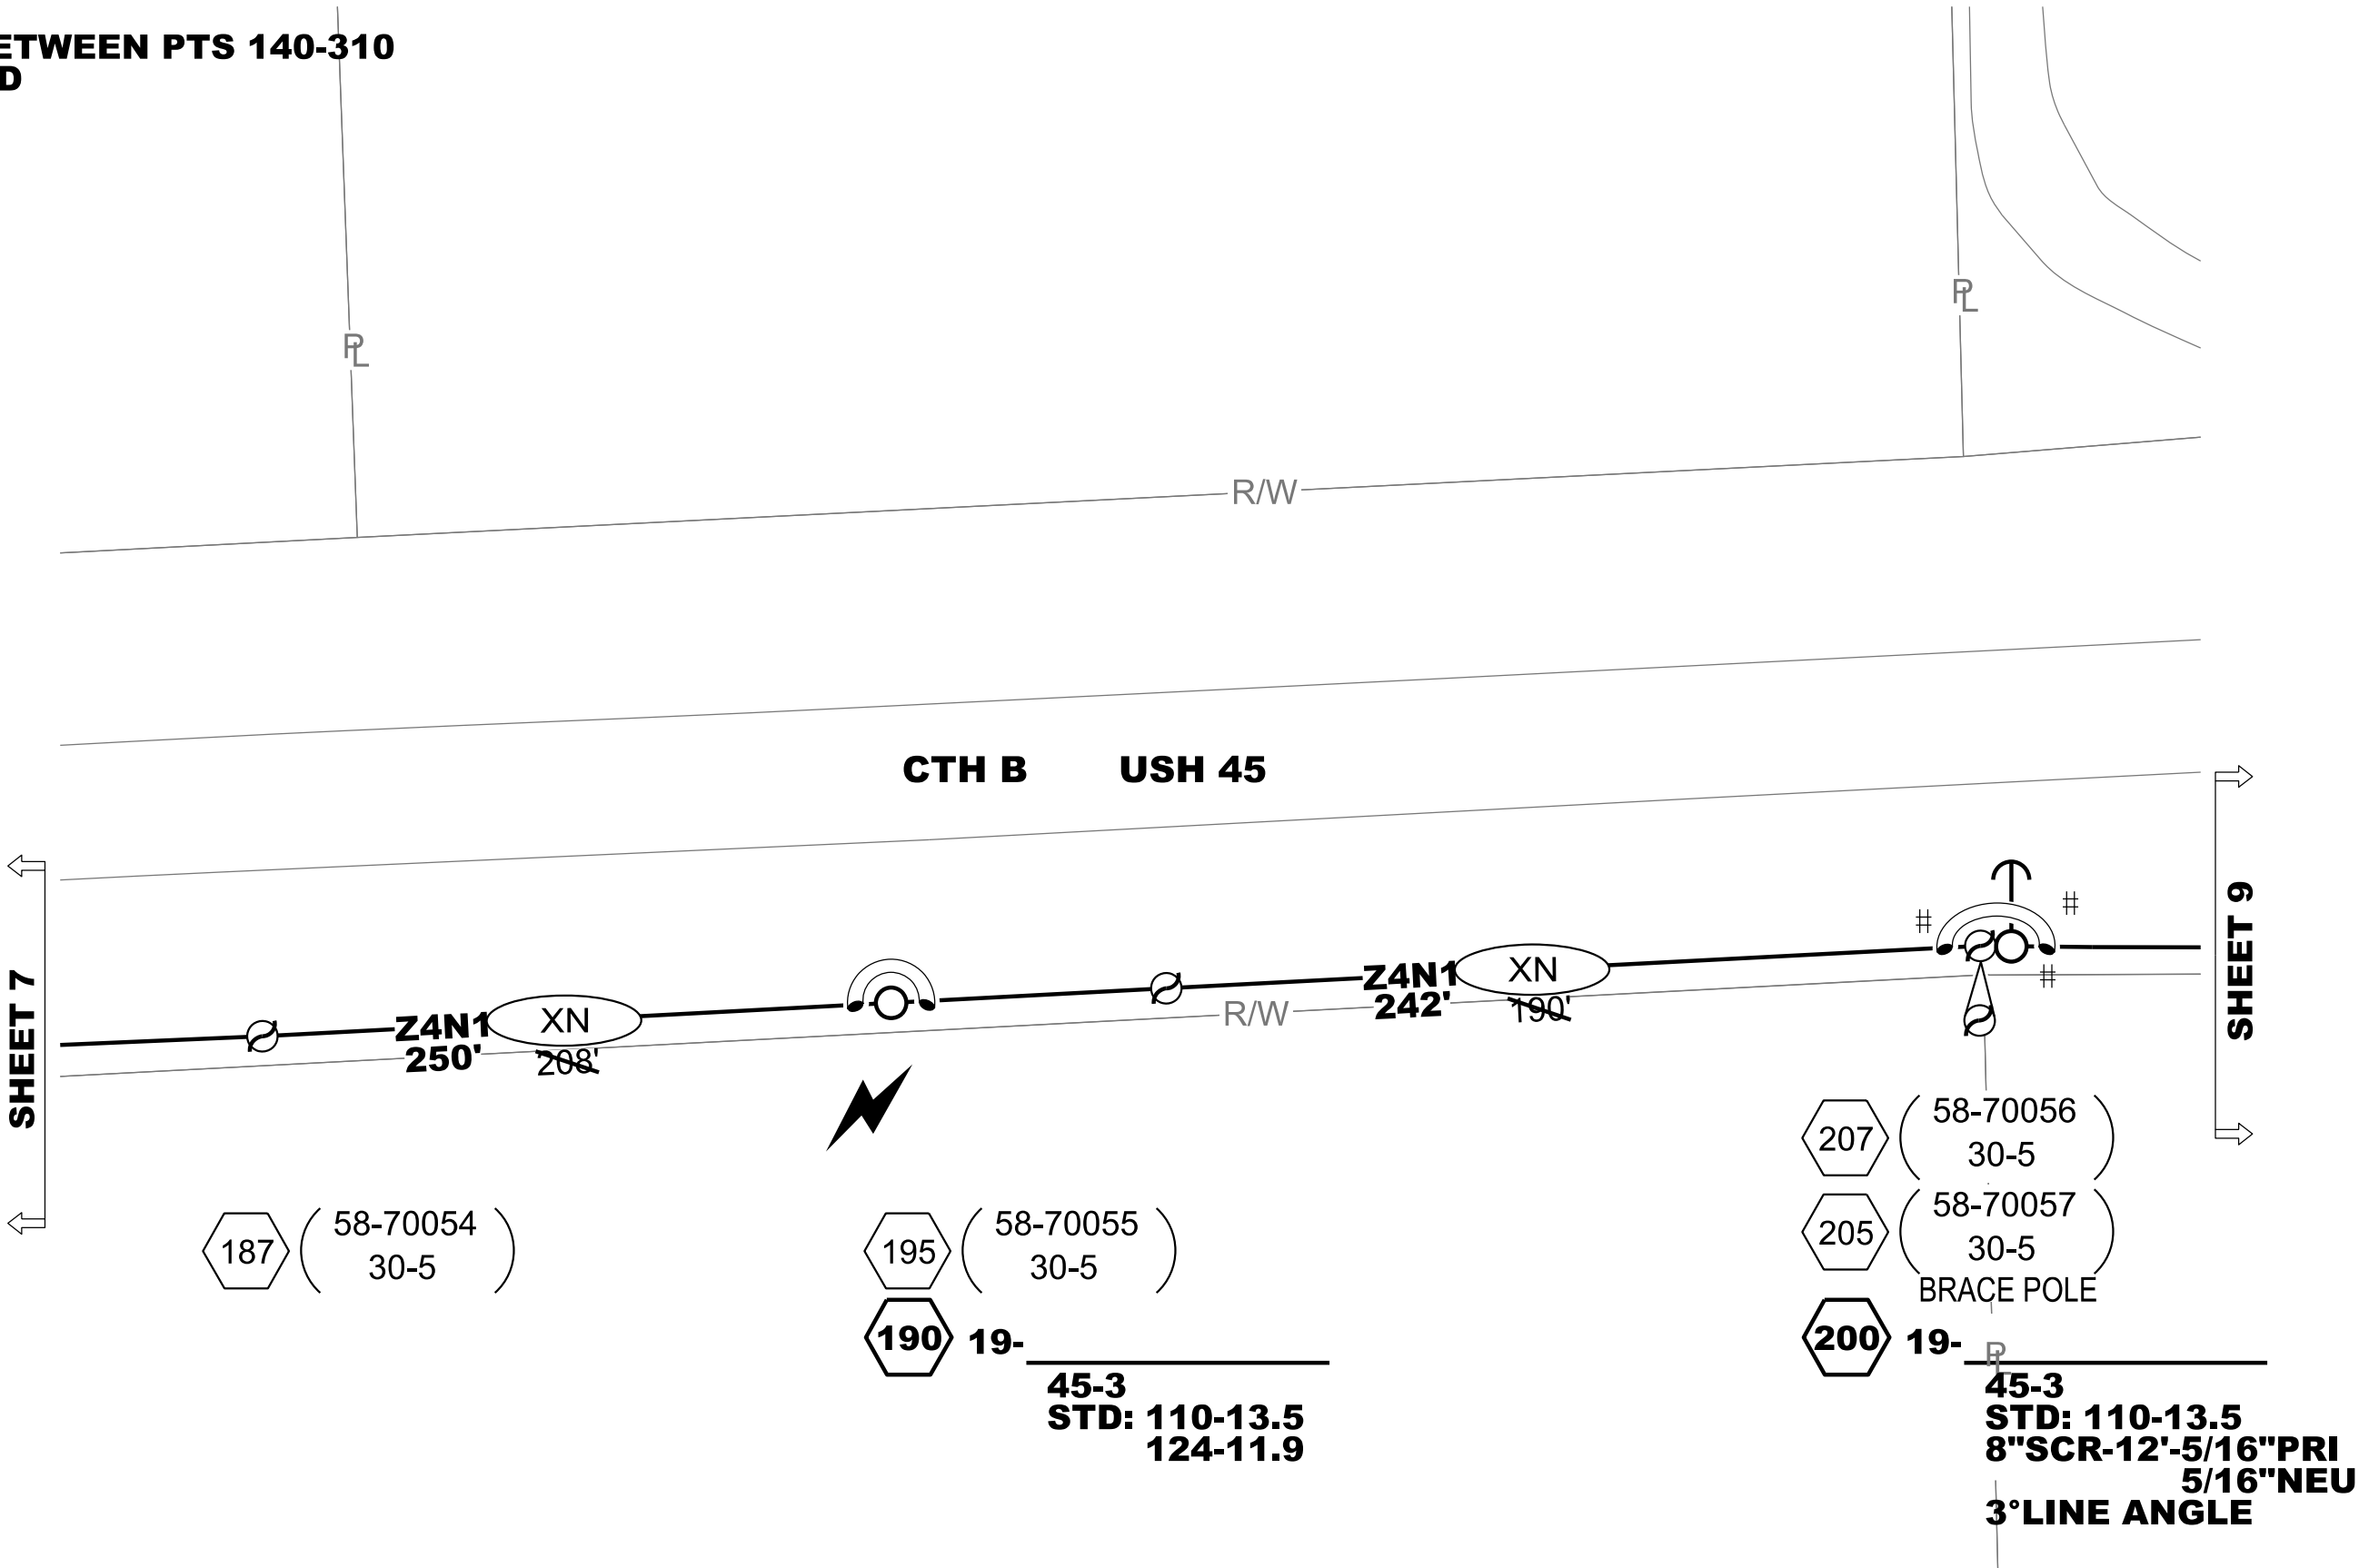 ETWEEN PTS 140-310
D
PL
PL
R/W
CTH B USH 45
SHEET 7
SHEET 9
#
#
#
Z4N1
XN
250'
208'
Z4N1
XN
242'
190'
R/W
187
58-70054
30-5
195
58-70055
30-5
190 19-
45-3
STD: 110-13.5
124-11.9
207
58-70056
30-5
205
58-70057
30-5
BRACE POLE
200 19-
PL
45-3
STD: 110-13.5
8"SCR-12'-5/16"PRI
5/16"NEU
3°LINE ANGLE